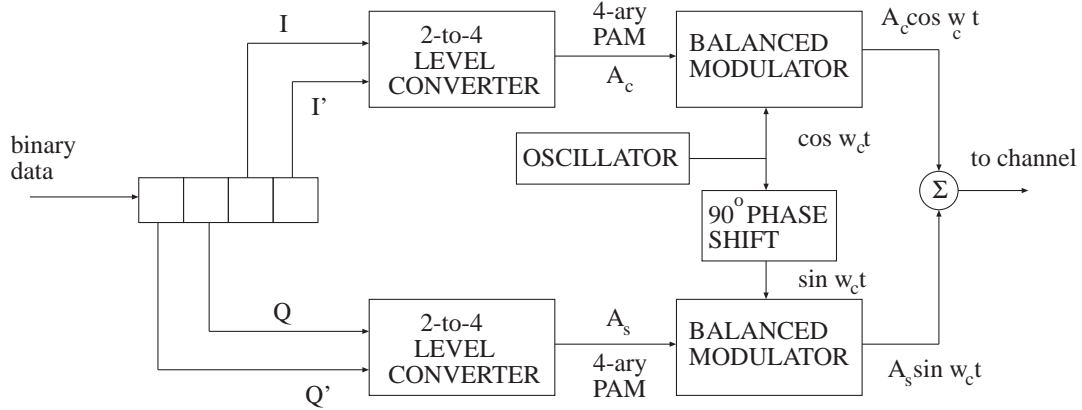 I
2-to-4
LEVEL
CONVERTER
4-ary
PAM
A_c
BALANCED
MODULATOR
A_c cos w_c t
I'
binary
data
OSCILLATOR
cos w_c t
to channel
Σ
90° PHASE
SHIFT
sin w_c t
Q
2-to-4
LEVEL
CONVERTER
A_s
4-ary
PAM
BALANCED
MODULATOR
A_s sin w_c t
Q'